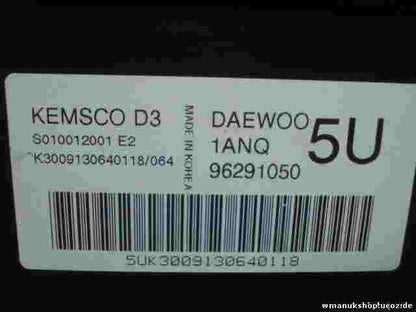 KEMSCO D3
S010012001 E2
*K3009130640118/064
MADE IN KOREA
DAEWOO
1ANQ
96291050
5U
5UK3009130640118